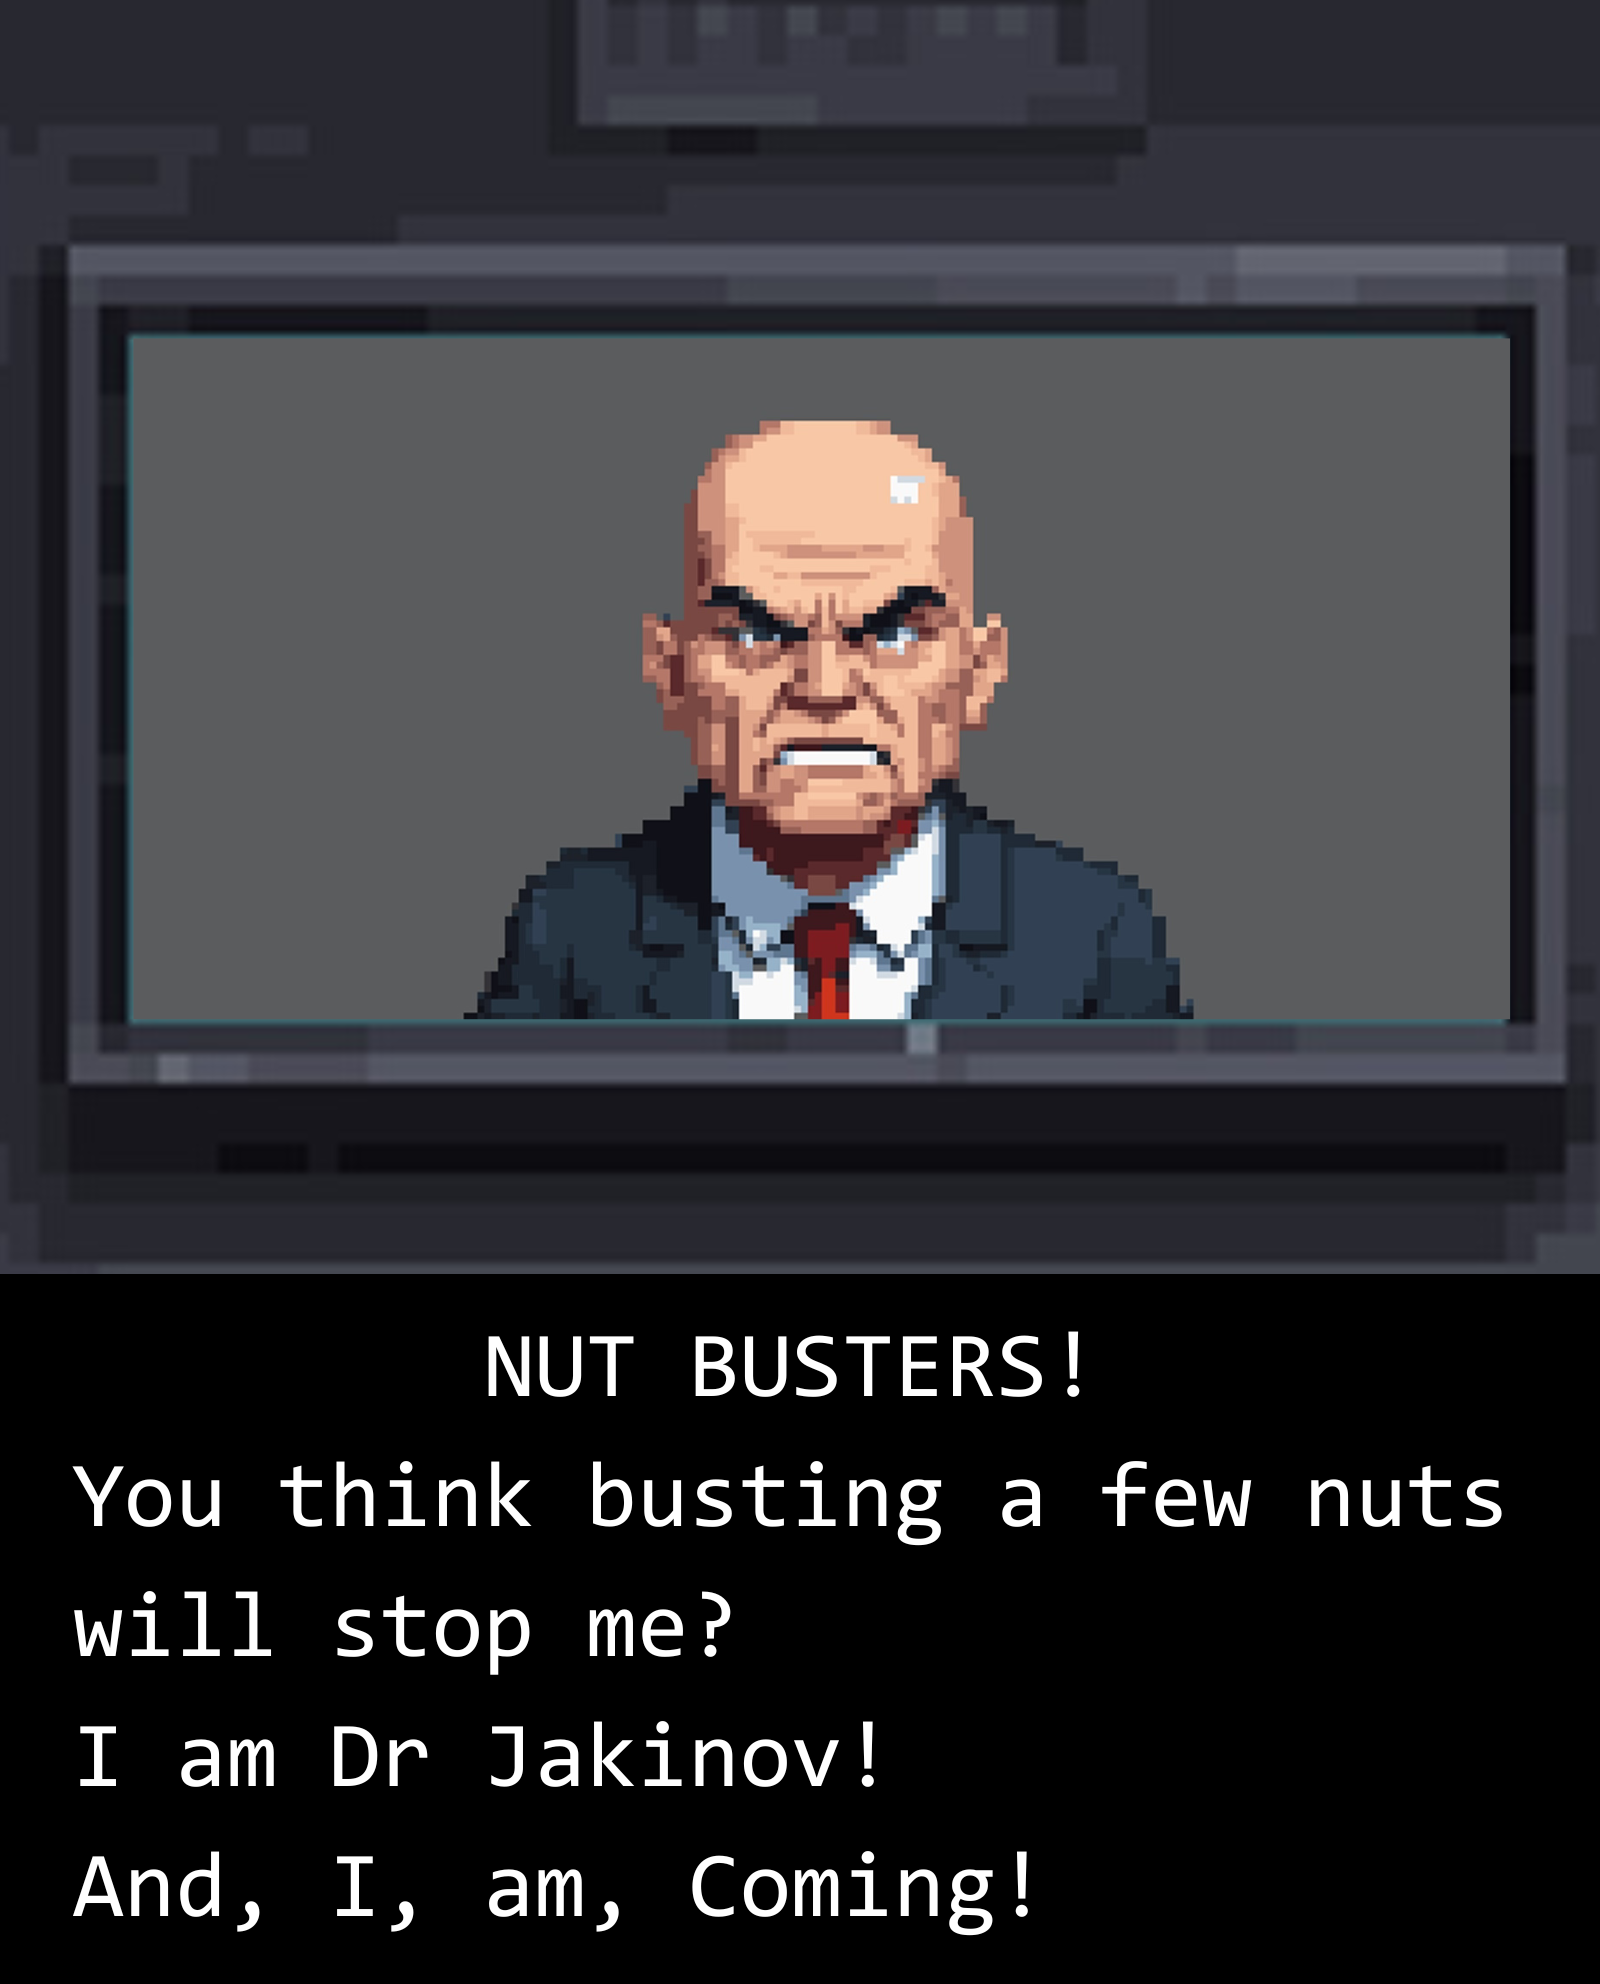 NUT BUSTERS!
You think busting a few nuts
will stop me?
I am Dr Jakinov!
And, I, am, Coming!